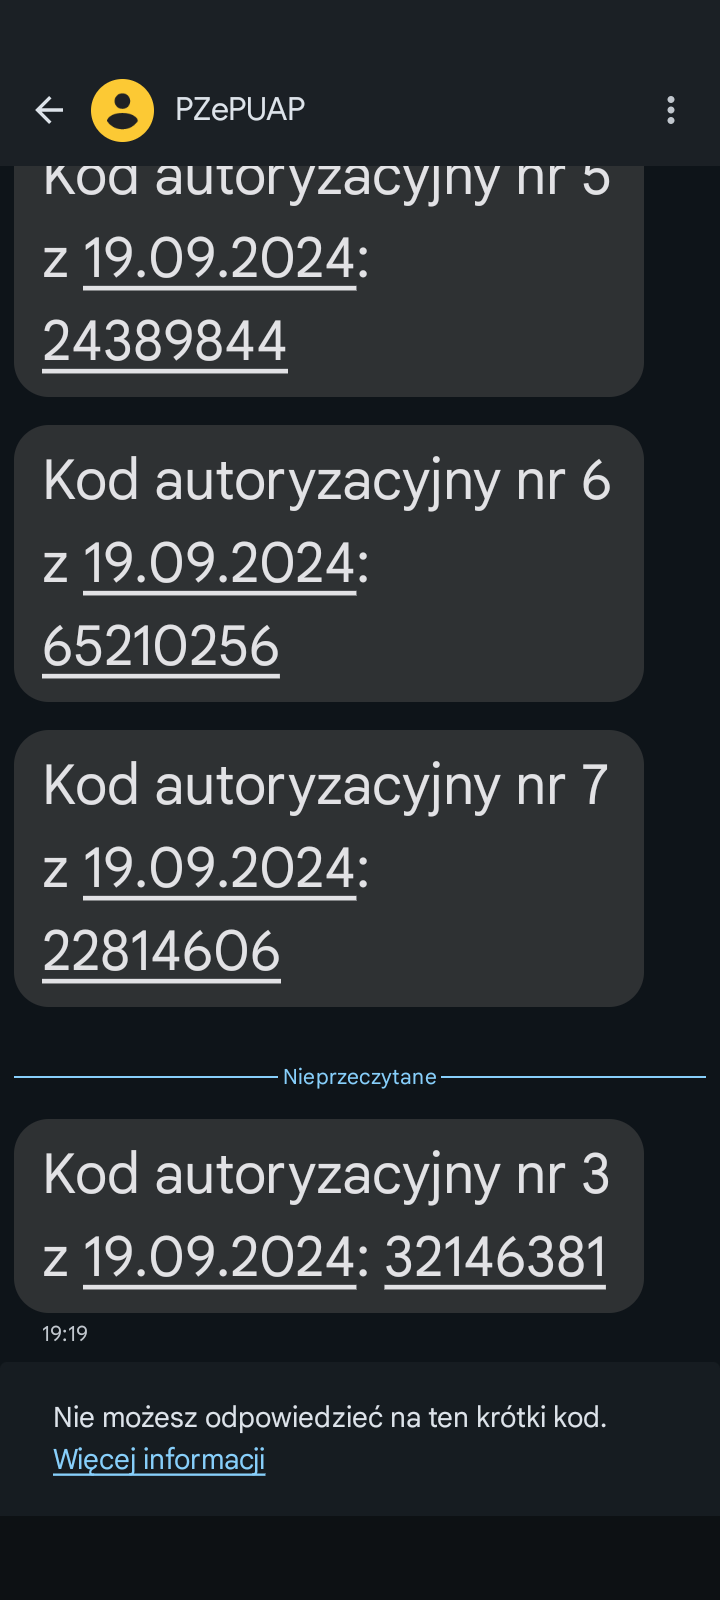 PZePUAP
Kod autoryzacyjny nr 5
z 19.09.2024:
24389844
Kod autoryzacyjny nr 6
z 19.09.2024:
65210256
Kod autoryzacyjny nr 7
z 19.09.2024:
22814606
Nieprzeczytane
Kod autoryzacyjny nr 3
z 19.09.2024: 32146381
19:19
Nie możesz odpowiedzieć na ten krótki kod.
Więcej informacji